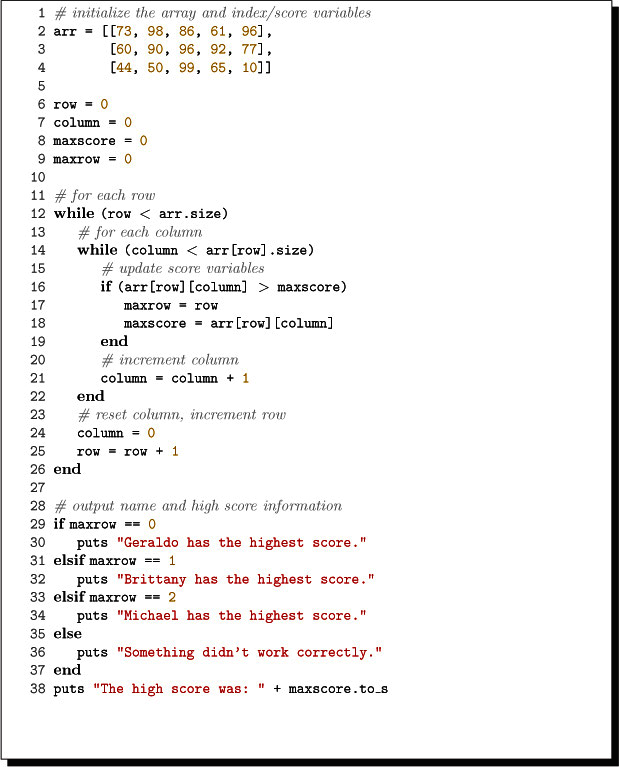 1 # initialize the array and index/score variables
2 arr = [[73, 98, 86, 61, 96],
3 [60, 90, 96, 92, 77],
4 [44, 50, 99, 65, 10]]
5
6 row = 0
7 column = 0
8 maxscore = 0
9 maxrow = 0
10
11 # for each row
12 while (row < arr.size)
13 # for each column
14 while (column < arr[row].size)
15 # update score variables
16 if (arr[row][column] > maxscore)
17 maxrow = row
18 maxscore = arr[row][column]
19 end
20 # increment column
21 column = column + 1
22 end
23 # reset column, increment row
24 column = 0
25 row = row + 1
26 end
27
28 # output name and high score information
29 if maxrow == 0
30 puts "Geraldo has the highest score."
31 elsif maxrow == 1
32 puts "Brittany has the highest score."
33 elsif maxrow == 2
34 puts "Michael has the highest score."
35 else
36 puts "Something didn't work correctly."
37 end
38 puts "The high score was: " + maxscore.to_s